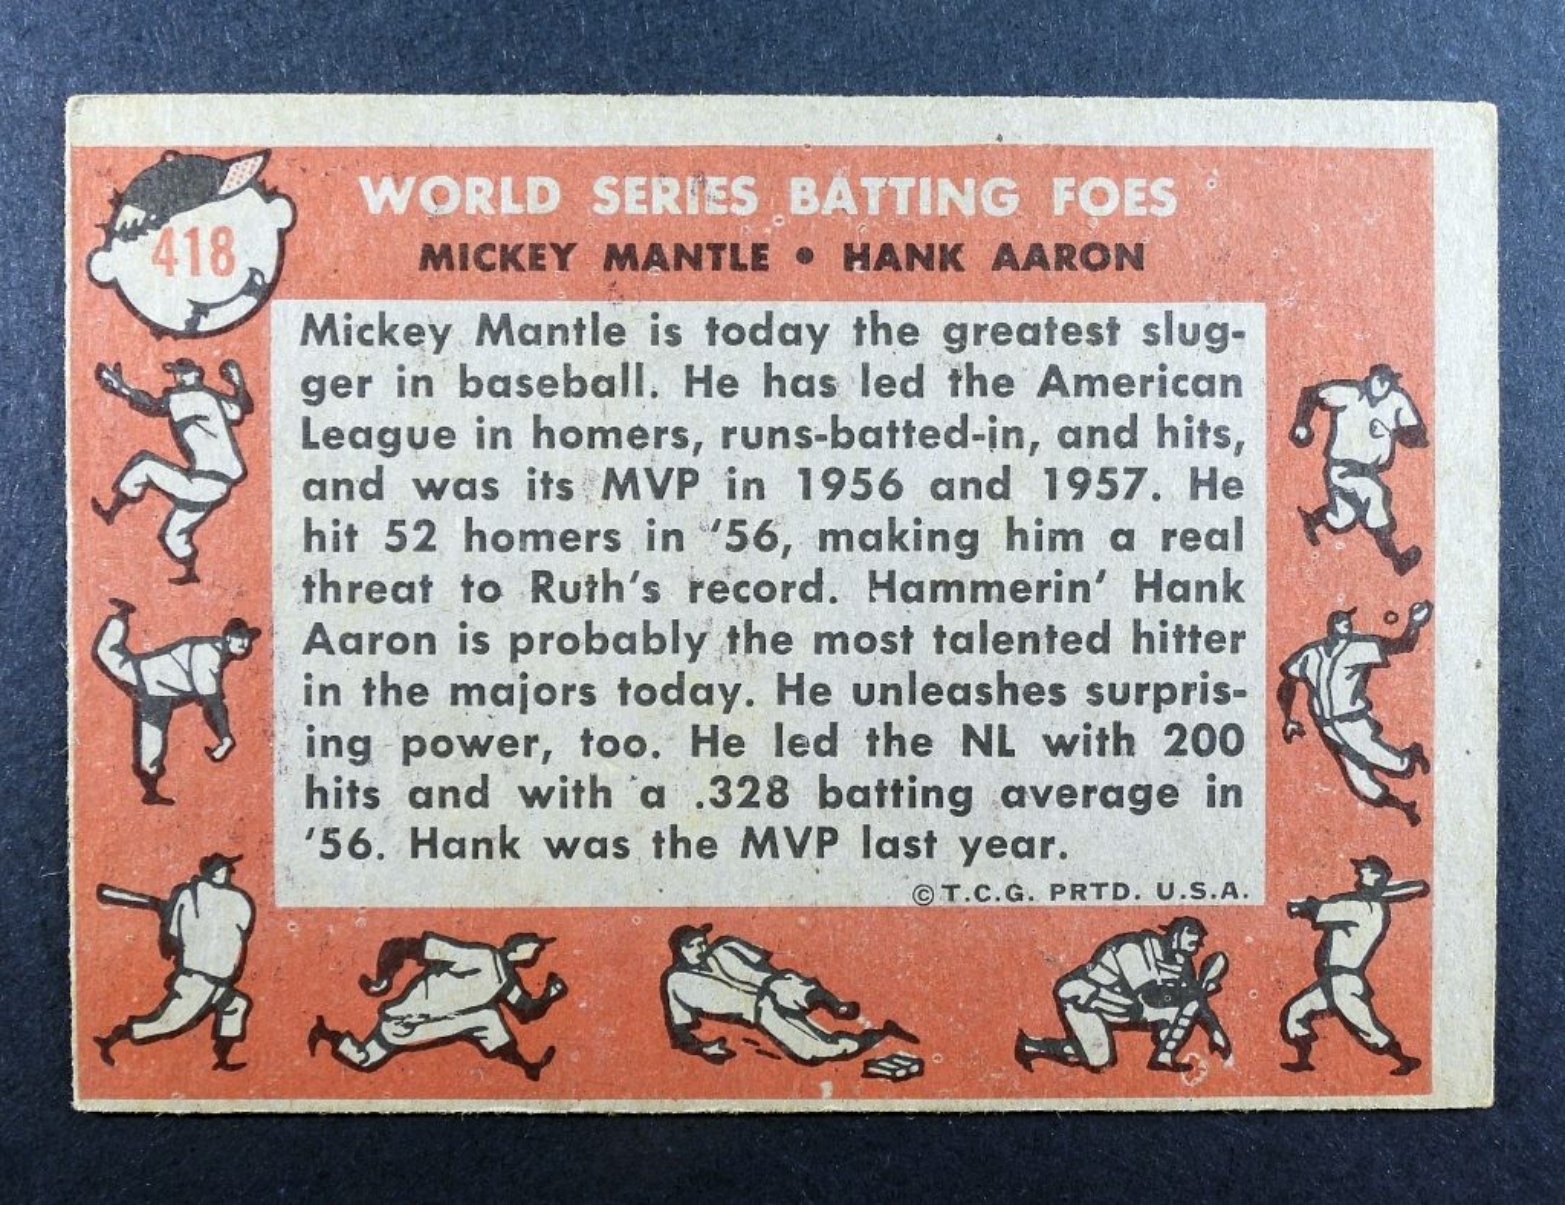 418
WORLD SERIES BATTING FOES
MICKEY MANTLE • HANK AARON
Mickey Mantle is today the greatest slug-
ger in baseball. He has led the American
League in homers, runs-batted-in, and hits,
and was its MVP in 1956 and 1957. He
hit 52 homers in '56, making him a real
threat to Ruth's record. Hammerin' Hank
Aaron is probably the most talented hitter
in the majors today. He unleashes surpris-
ing power, too. He led the NL with 200
hits and with a .328 batting average in
'56. Hank was the MVP last year.
©T.C.G. PRTD. U.S.A.